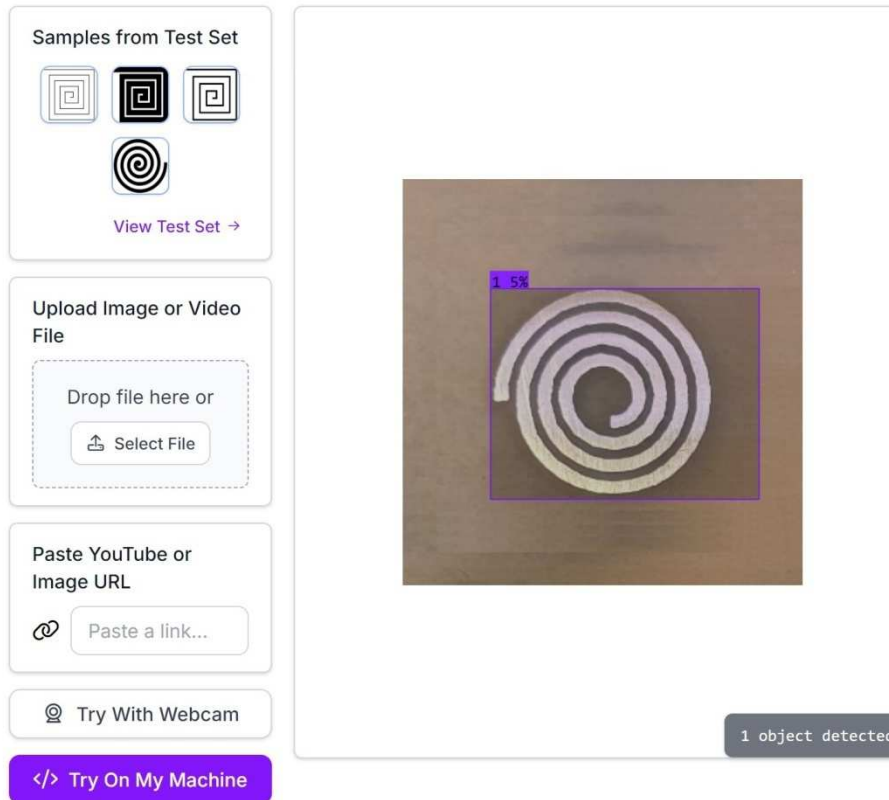 Samples from Test Set
View Test Set →
Upload Image or Video
File
Drop file here or
Select File
Paste YouTube or
Image URL
Paste a link...
Try With Webcam
</> Try On My Machine
1 5%
1 object detected